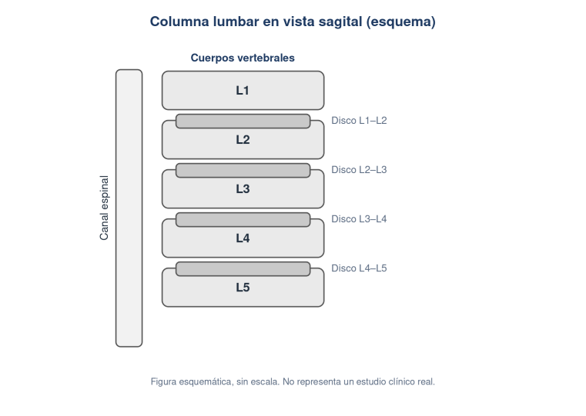 Columna lumbar en vista sagital (esquema)
Cuerpos vertebrales
Canal espinal
L1
Disco L1–L2
L2
Disco L2–L3
L3
Disco L3–L4
L4
Disco L4–L5
L5
Figura esquemática, sin escala. No representa un estudio clínico real.